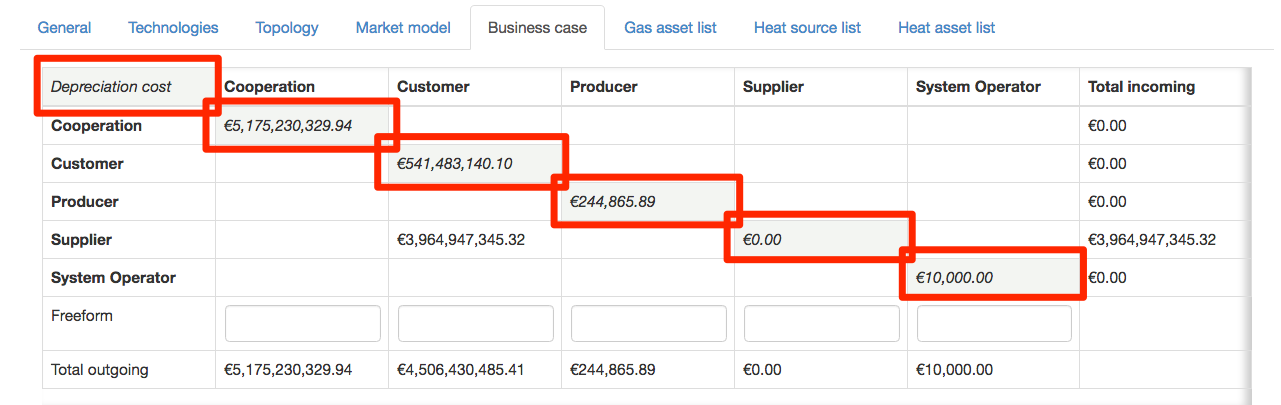 General Technologies Topology Market model Business case Gas asset list Heat source list Heat asset list
Depreciation cost Cooperation Customer Producer Supplier System Operator Total incoming
Cooperation €5,175,230,329.94 €0.00
Customer €541,483,140.10 €0.00
Producer €244,865.89 €0.00
Supplier €3,964,947,345.32 €0.00 €3,964,947,345.32
System Operator €10,000.00 €0.00
Freeform
Total outgoing €5,175,230,329.94 €4,506,430,485.41 €244,865.89 €0.00 €10,000.00